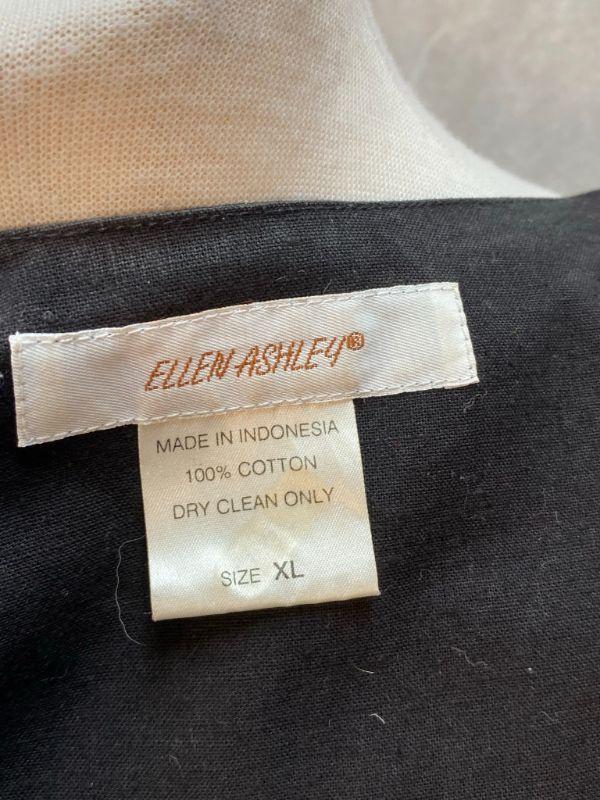 ELLEN ASHLEY®
MADE IN INDONESIA
100% COTTON
DRY CLEAN ONLY
SIZE XL